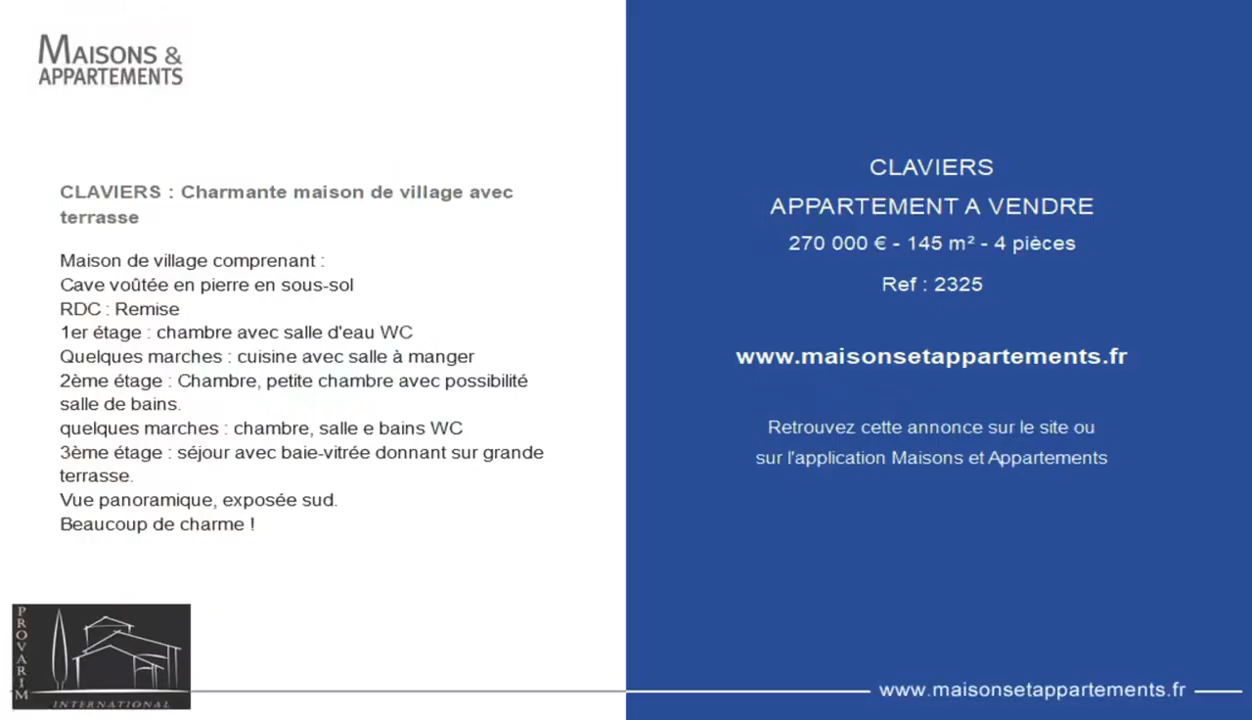 MAISONS &
APPARTEMENTS
CLAVIERS : Charmante maison de village avec
terrasse
Maison de village comprenant :
Cave voûtée en pierre en sous-sol
RDC : Remise
1er étage : chambre avec salle d'eau WC
Quelques marches : cuisine avec salle à manger
2ème étage : Chambre, petite chambre avec possibilité
salle de bains.
quelques marches : chambre, salle e bains WC
3ème étage : séjour avec baie-vitrée donnant sur grande
terrasse.
Vue panoramique, exposée sud.
Beaucoup de charme !
PROVARIM
INTERNATIONAL
CLAVIERS
APPARTEMENT A VENDRE
270 000 € - 145 m² - 4 pièces
Ref : 2325
www.maisonsetappartements.fr
Retrouvez cette annonce sur le site ou
sur l'application Maisons et Appartements
www.maisonsetappartements.fr